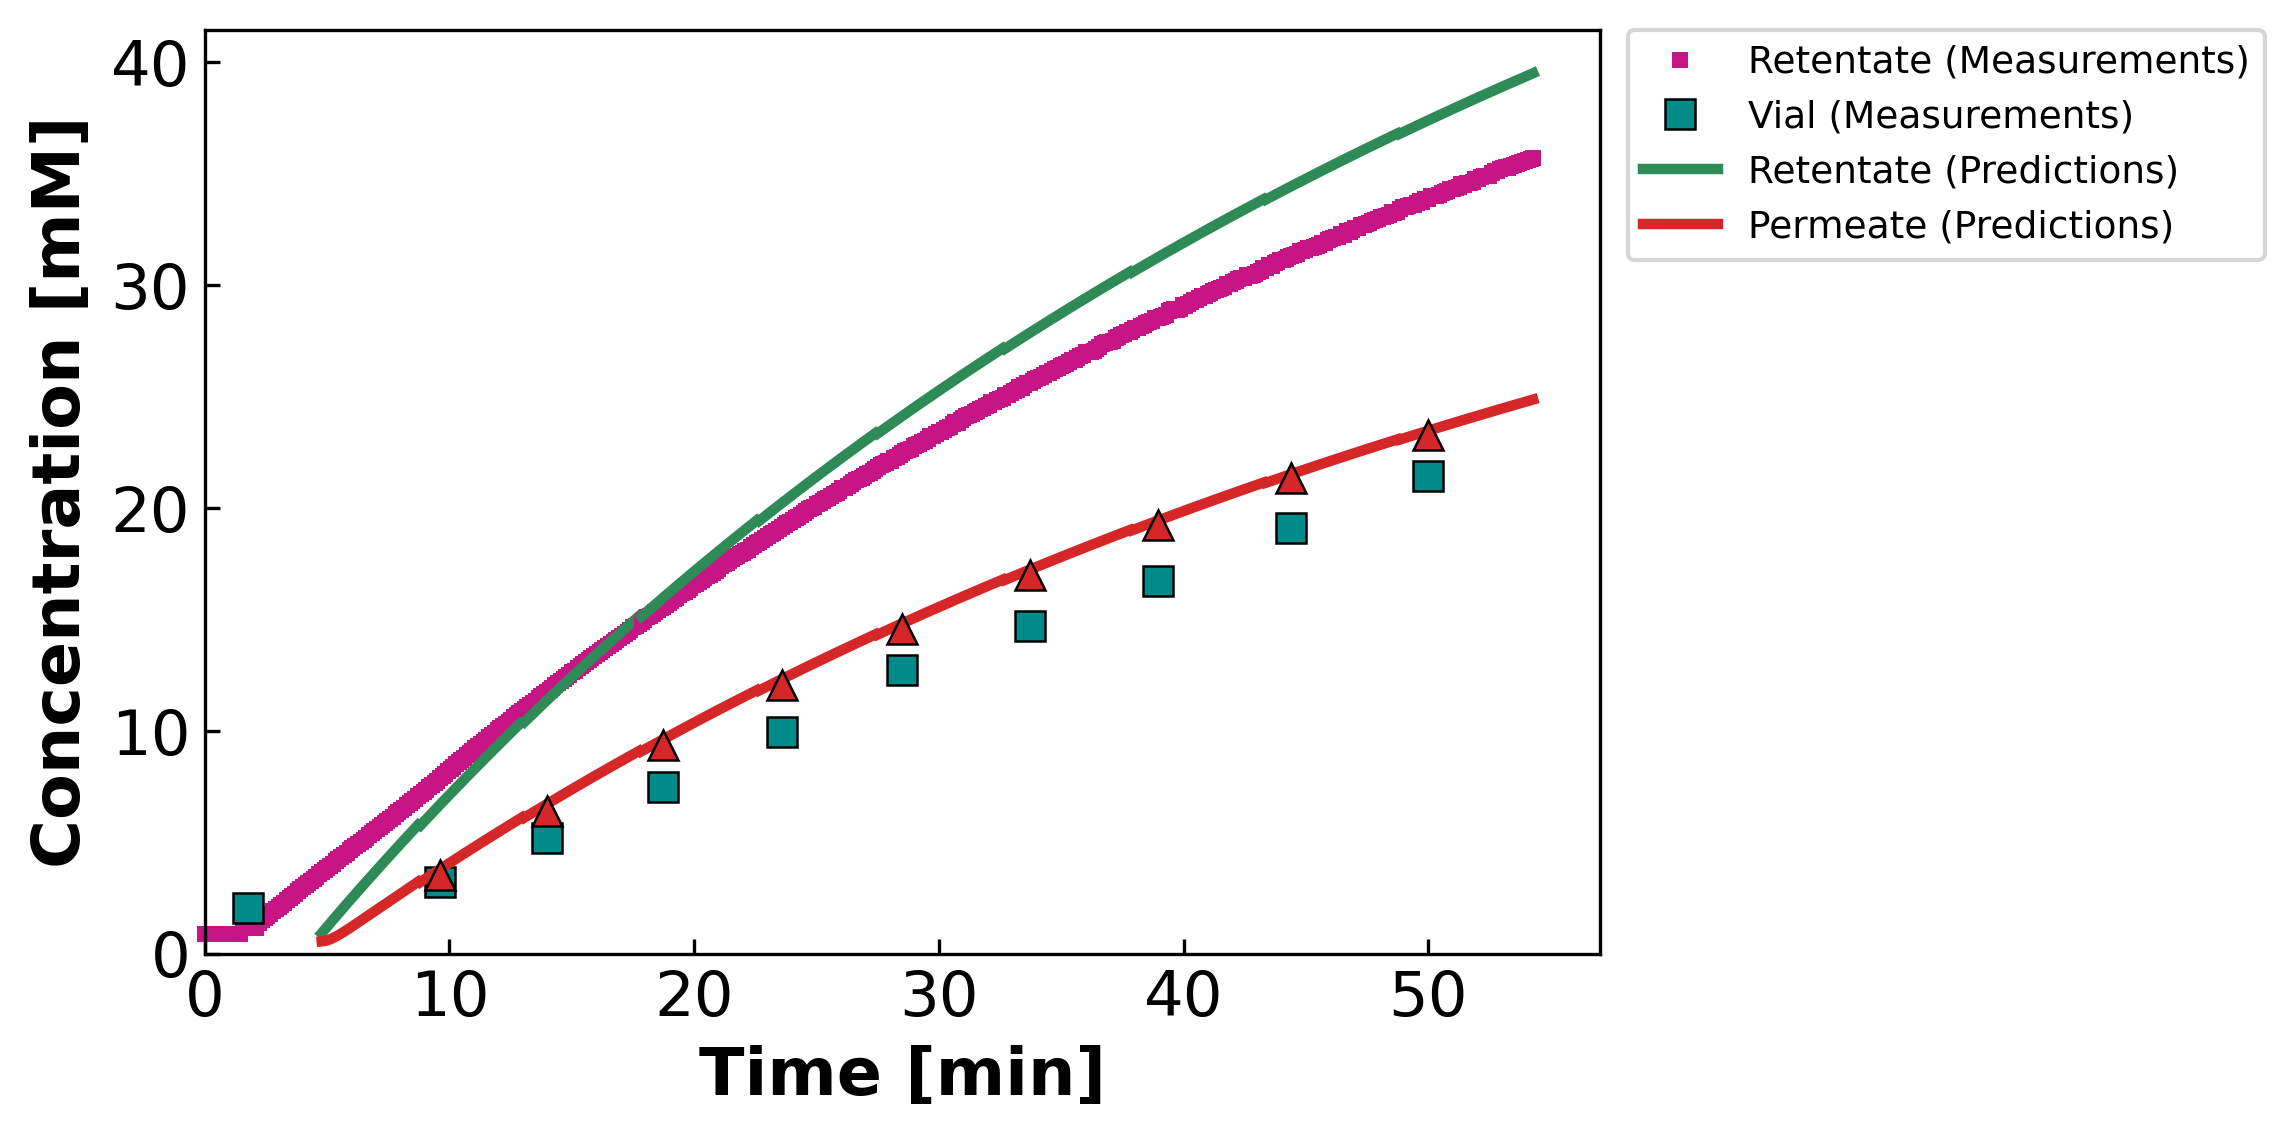 Concentration [mM]
40
30
20
10
0
0 10 20 30 40 50
Time [min]
Retentate (Measurements)
Vial (Measurements)
Retentate (Predictions)
Permeate (Predictions)